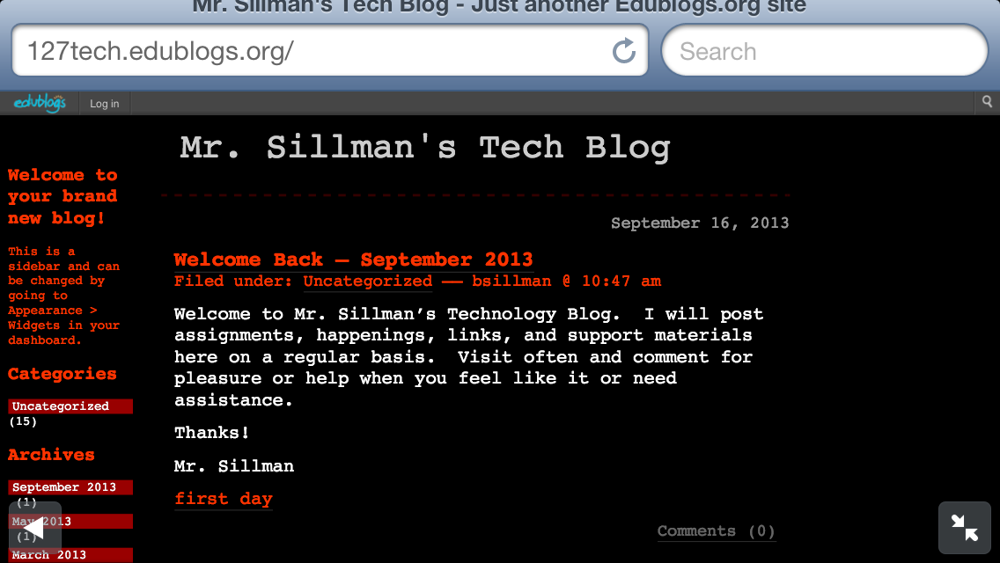 Mr. Sillman's Tech Blog - Just another Edublogs.org site
127tech.edublogs.org/
Search
edublogs
Log in
Mr. Sillman's Tech Blog
Welcome to
your brand
new blog!
This is a
sidebar and can
be changed by
going to
Appearance >
Widgets in your
dashboard.
Categories
Uncategorized
(15)
Archives
September 2013
(1)
May 2013
(1)
March 2013
September 16, 2013
Welcome Back – September 2013
Filed under: Uncategorized — bsillman @ 10:47 am
Welcome to Mr. Sillman’s Technology Blog.  I will post
assignments, happenings, links, and support materials
here on a regular basis.  Visit often and comment for
pleasure or help when you feel like it or need
assistance.
Thanks!
Mr. Sillman
first day
Comments (0)